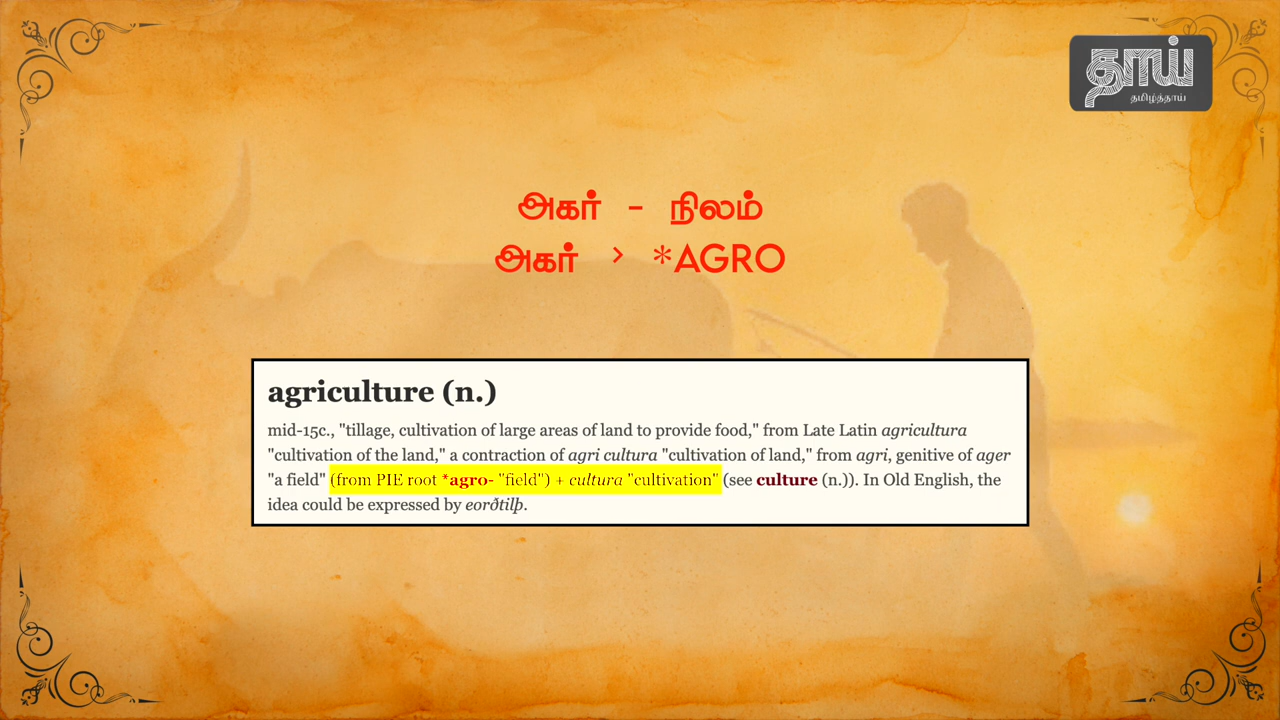 தாய்
தமிழ்த்தாய்
அகர் - நிலம்
அகர் > *AGRO
agriculture (n.)
mid-15c., "tillage, cultivation of large areas of land to provide food," from Late Latin agricultura
"cultivation of the land," a contraction of agri cultura "cultivation of land," from agri, genitive of ager
"a field" (from PIE root *agro- "field") + cultura "cultivation" (see culture (n.)). In Old English, the
idea could be expressed by eorðtilþ.